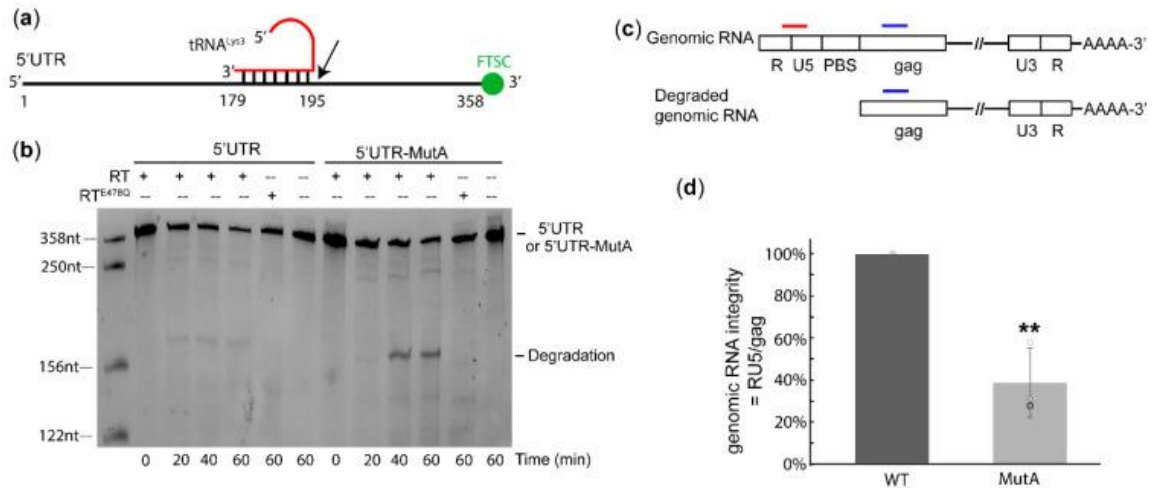 (a)
5'
tRNALys3
5'UTR
3'
FTSC
5'
3'
1
179
195
358
(b)
5'UTR
5'UTR-MutA
RT + + + + -- -- + + + + -- --
RTE478Q -- -- -- -- + -- -- -- -- -- + --
358nt
5'UTR
or 5'UTR-MutA
250nt
Degradation
156nt
122nt
0 20 40 60 60 60 0 20 40 60 60 60 Time (min)
(c)
Genomic RNA
//
AAAA-3'
R U5 PBS gag U3 R
Degraded
genomic RNA
//
AAAA-3'
gag U3 R
(d)
genomic RNA integrity
= RU5/gag
100%
80%
60%
40%
20%
0%
**
WT MutA